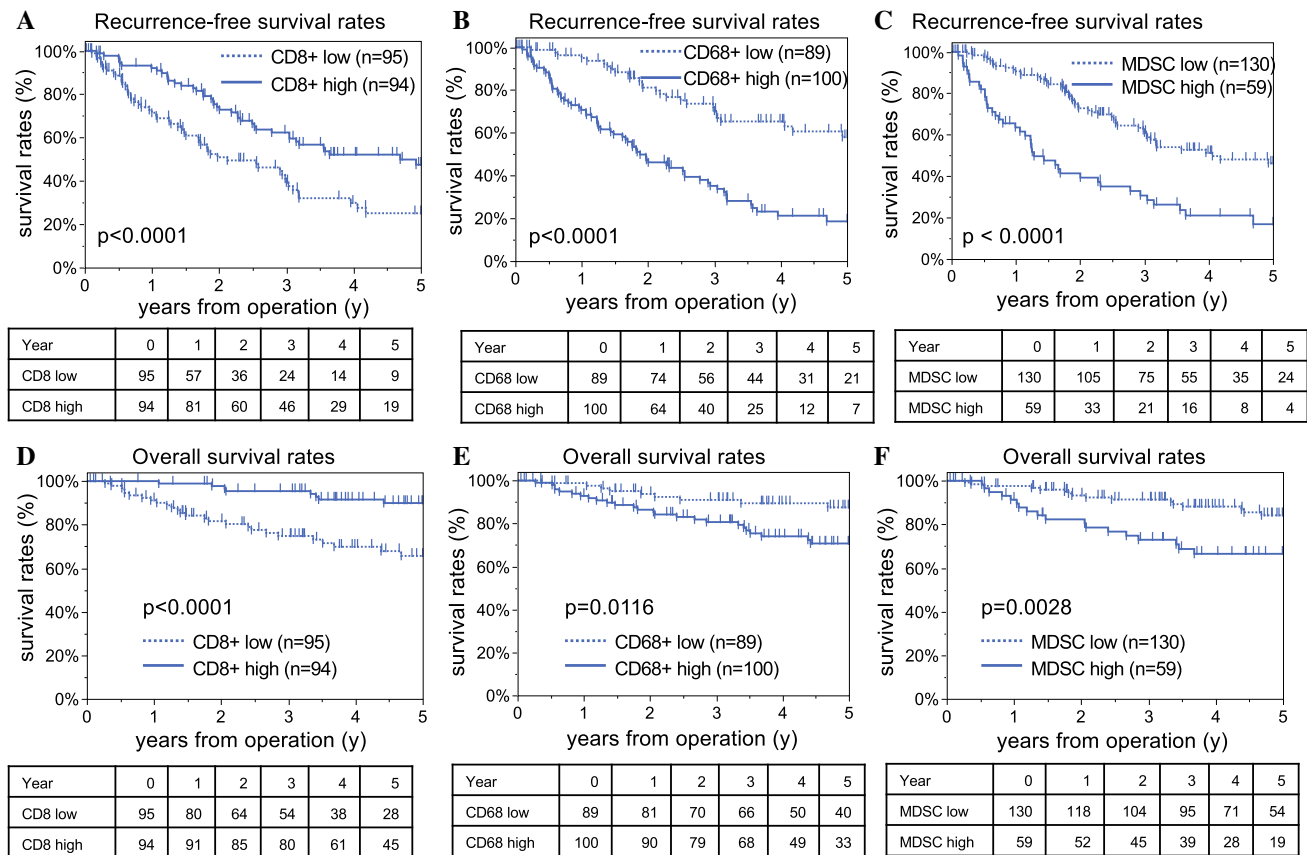 A Recurrence-free survival rates
CD8+ low (n=95)
CD8+ high (n=94)
survival rates (%)
100%
80%
60%
40%
20%
0%
p<0.0001
0 1 2 3 4 5
years from operation (y)
Year 0 1 2 3 4 5
CD8 low 95 57 36 24 14 9
CD8 high 94 81 60 46 29 19
B Recurrence-free survival rates
CD68+ low (n=89)
CD68+ high (n=100)
survival rates (%)
100%
80%
60%
40%
20%
0%
p<0.0001
0 1 2 3 4 5
years from operation (y)
Year 0 1 2 3 4 5
CD68 low 89 74 56 44 31 21
CD68 high 100 64 40 25 12 7
C Recurrence-free survival rates
MDSC low (n=130)
MDSC high (n=59)
survival rates (%)
100%
80%
60%
40%
20%
0%
p < 0.0001
0 1 2 3 4 5
years from operation (y)
Year 0 1 2 3 4 5
MDSC low 130 105 75 55 35 24
MDSC high 59 33 21 16 8 4
D Overall survival rates
survival rates (%)
100%
80%
60%
40%
20%
0%
p<0.0001
CD8+ low (n=95)
CD8+ high (n=94)
0 1 2 3 4 5
years from operation (y)
Year 0 1 2 3 4 5
CD8 low 95 80 64 54 38 28
CD8 high 94 91 85 80 61 45
E Overall survival rates
survival rates (%)
100%
80%
60%
40%
20%
0%
p=0.0116
CD68+ low (n=89)
CD68+ high (n=100)
0 1 2 3 4 5
years from operation (y)
Year 0 1 2 3 4 5
CD68 low 89 81 70 66 50 40
CD68 high 100 90 79 68 49 33
F Overall survival rates
survival rates (%)
100%
80%
60%
40%
20%
0%
p=0.0028
MDSC low (n=130)
MDSC high (n=59)
0 1 2 3 4 5
years from operation (y)
Year 0 1 2 3 4 5
MDSC low 130 118 104 95 71 54
MDSC high 59 52 45 39 28 19